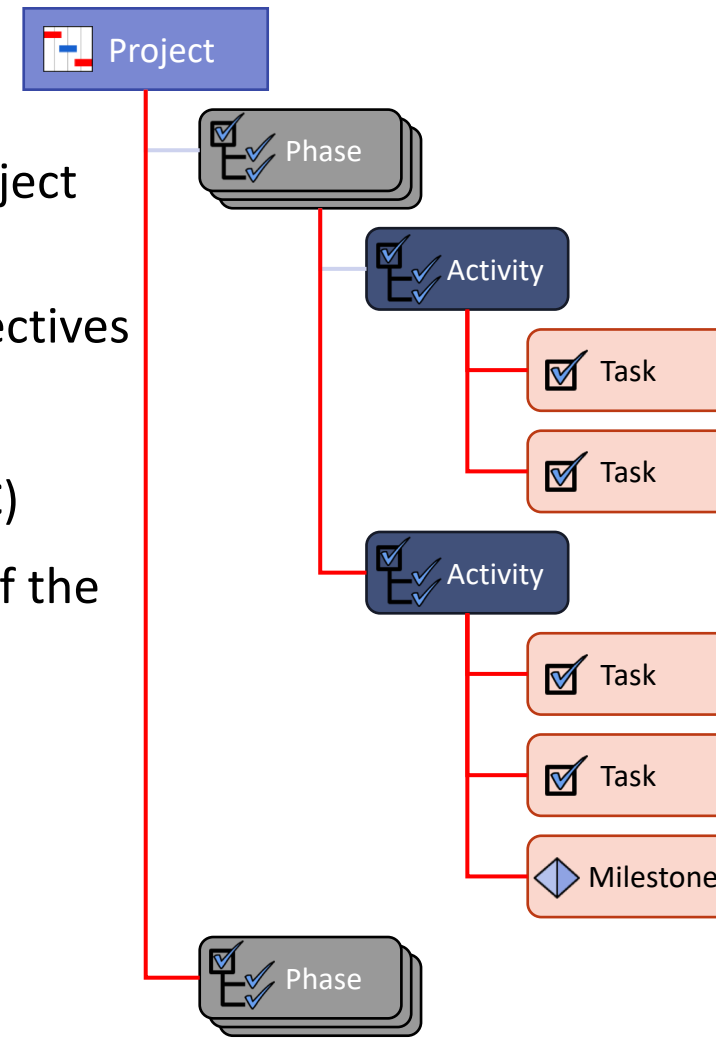 Project
Phase
ject
Activity
ectives
Task
Task
)
Activity
f the
Task
Task
Milestone
Phase